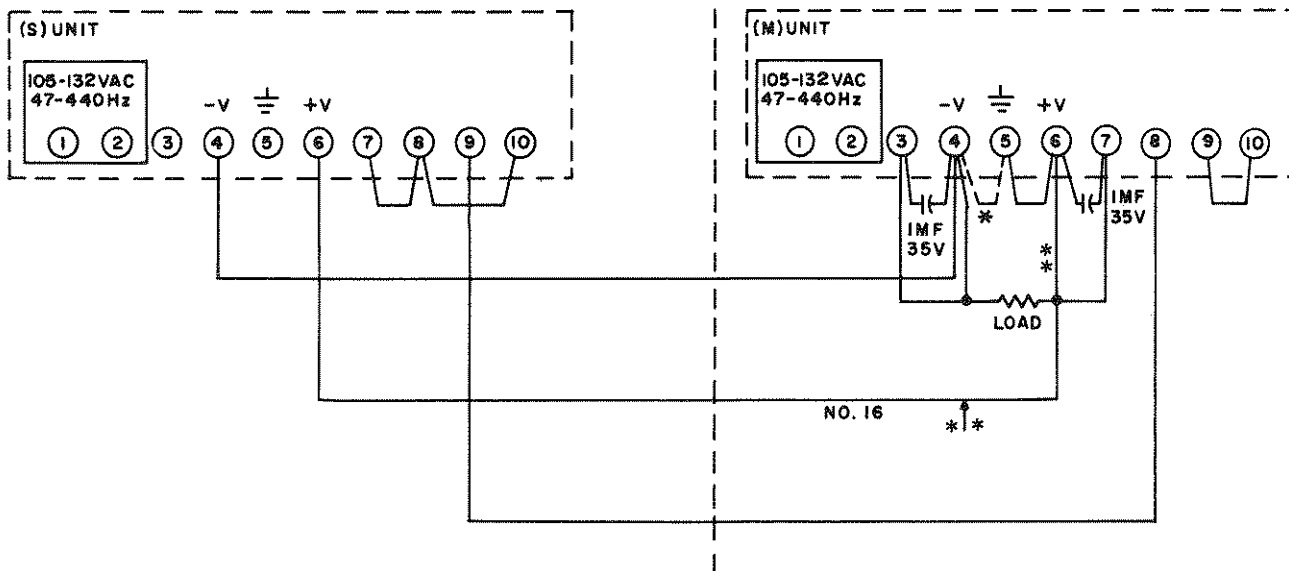 (S) UNIT
105-132VAC
47-440Hz
-V
+V
1
2
3
4
5
6
7
8
9
10
(M) UNIT
105-132VAC
47-440Hz
-V
+V
1
2
3
4
5
6
7
8
9
10
1MF
35V
*
**
1MF
35V
LOAD
NO. 16
**